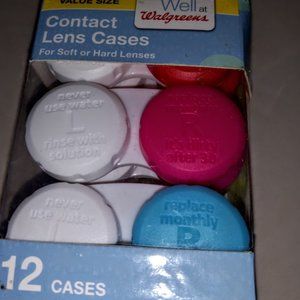 VALUE SIZE
Well at
Walgreens
Contact
Lens Cases
For Soft or Hard Lenses
never
use water
L
rinse with
solution
R
never
use water
replace
monthly
R
12 CASES